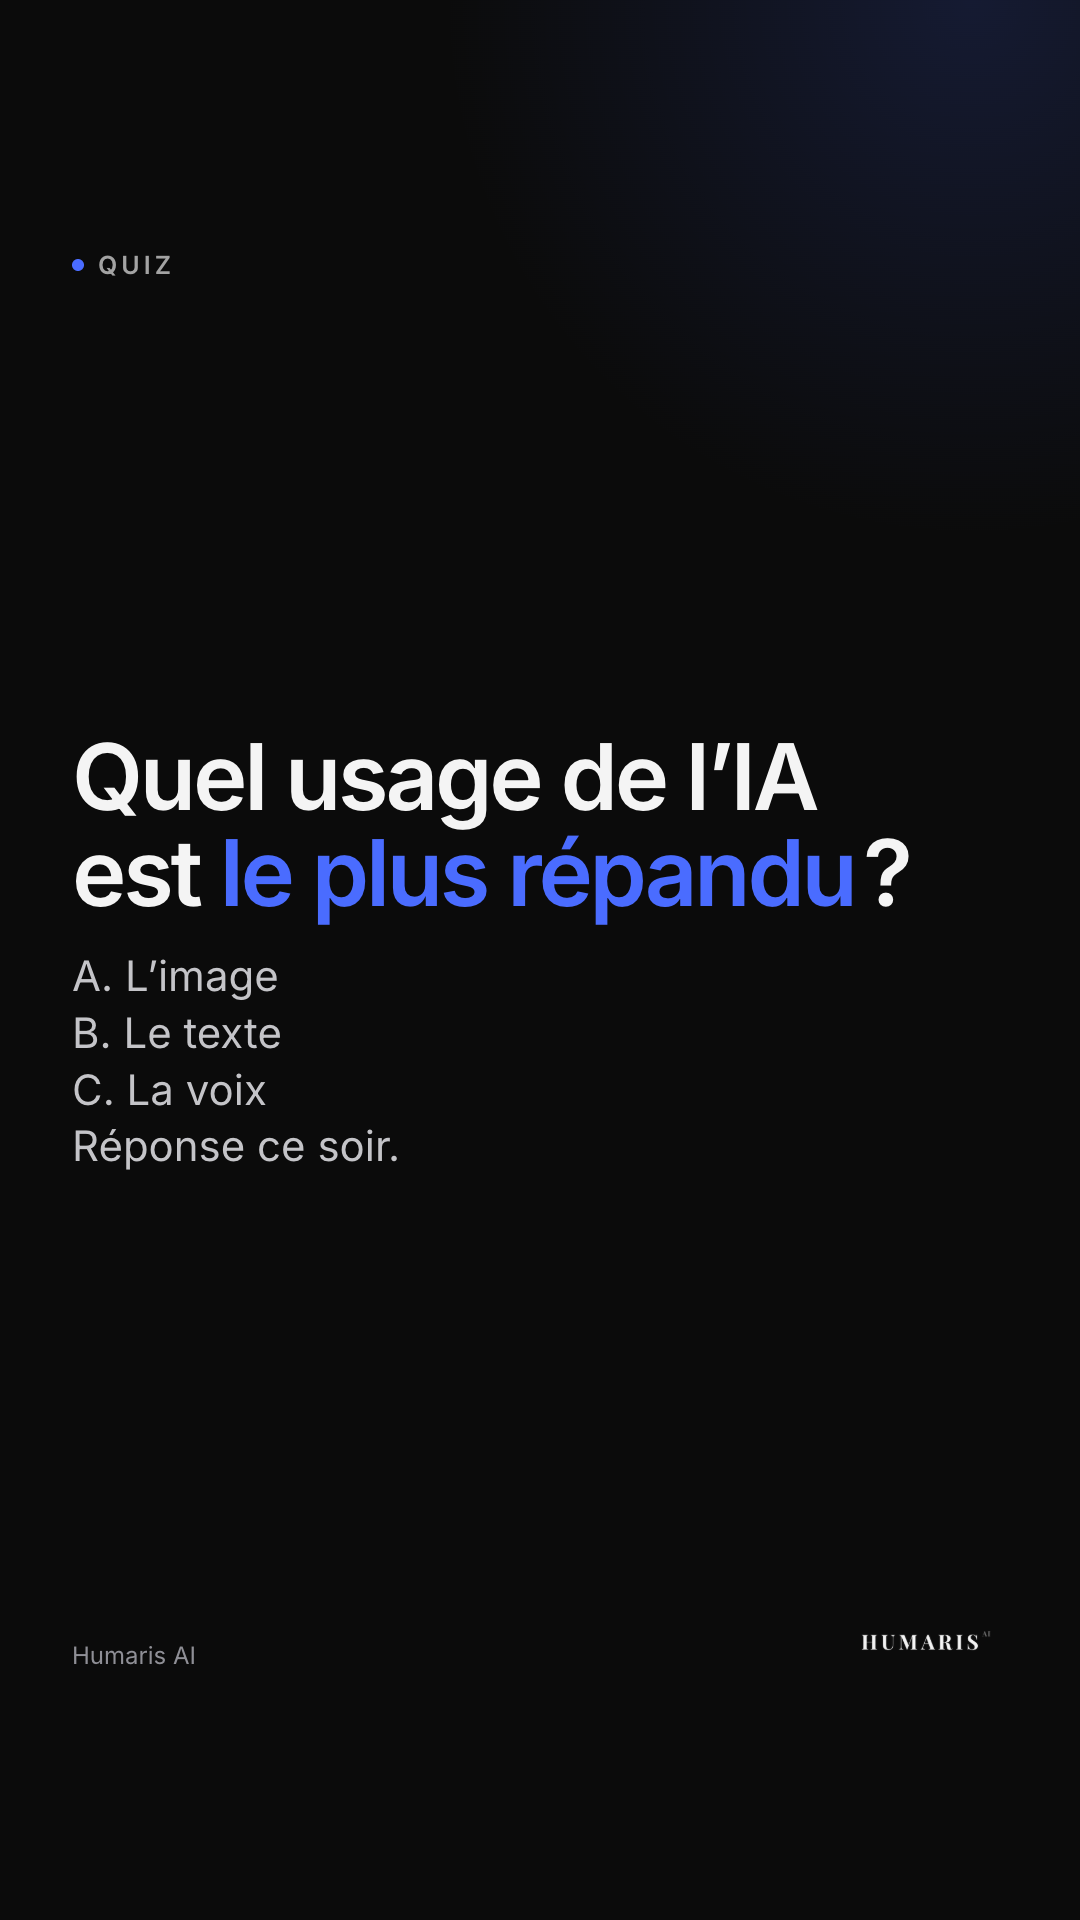 QUIZ
Quel usage de l’IA
est le plus répandu ?
A. L’image
B. Le texte
C. La voix
Réponse ce soir.
Humaris AI
HUMARIS AI